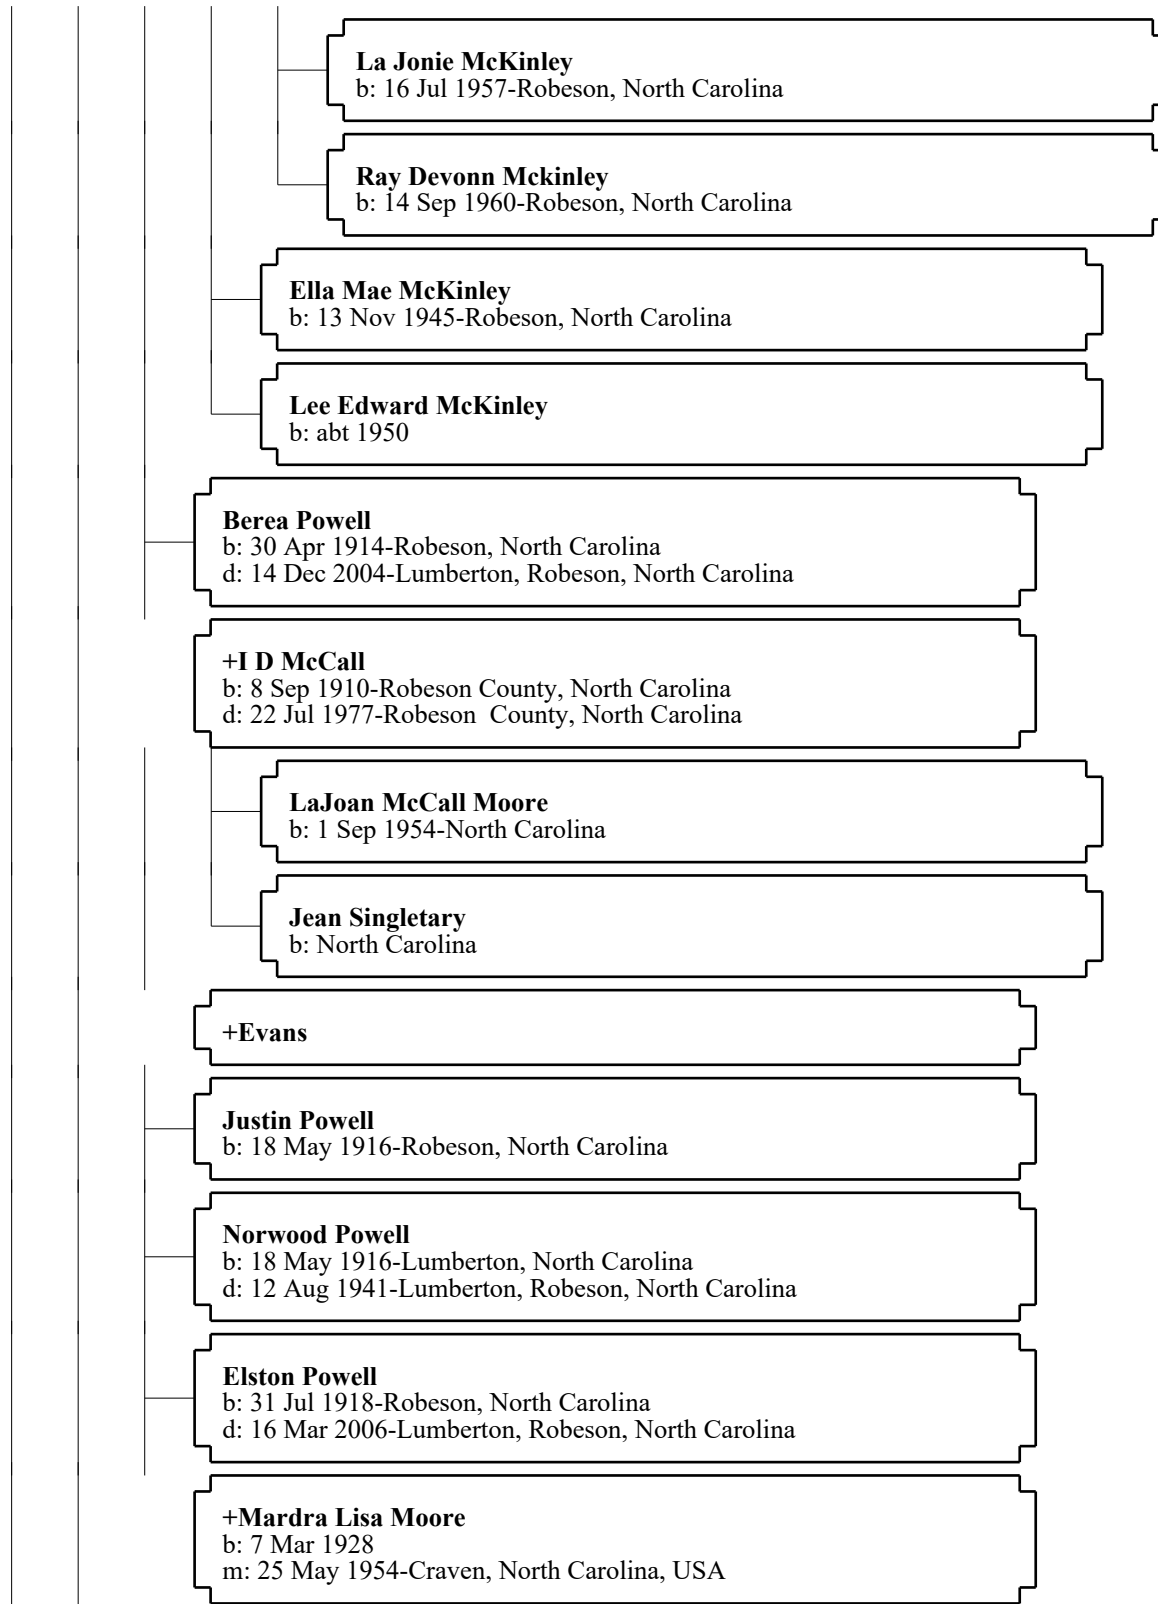 La Jonie McKinley
b: 16 Jul 1957-Robeson, North Carolina
Ray Devonn Mckinley
b: 14 Sep 1960-Robeson, North Carolina
Ella Mae McKinley
b: 13 Nov 1945-Robeson, North Carolina
Lee Edward McKinley
b: abt 1950
Berea Powell
b: 30 Apr 1914-Robeson, North Carolina
d: 14 Dec 2004-Lumberton, Robeson, North Carolina
+I D McCall
b: 8 Sep 1910-Robeson County, North Carolina
d: 22 Jul 1977-Robeson  County, North Carolina
LaJoan McCall Moore
b: 1 Sep 1954-North Carolina
Jean Singletary
b: North Carolina
+Evans
Justin Powell
b: 18 May 1916-Robeson, North Carolina
Norwood Powell
b: 18 May 1916-Lumberton, North Carolina
d: 12 Aug 1941-Lumberton, Robeson, North Carolina
Elston Powell
b: 31 Jul 1918-Robeson, North Carolina
d: 16 Mar 2006-Lumberton, Robeson, North Carolina
+Mardra Lisa Moore
b: 7 Mar 1928
m: 25 May 1954-Craven, North Carolina, USA